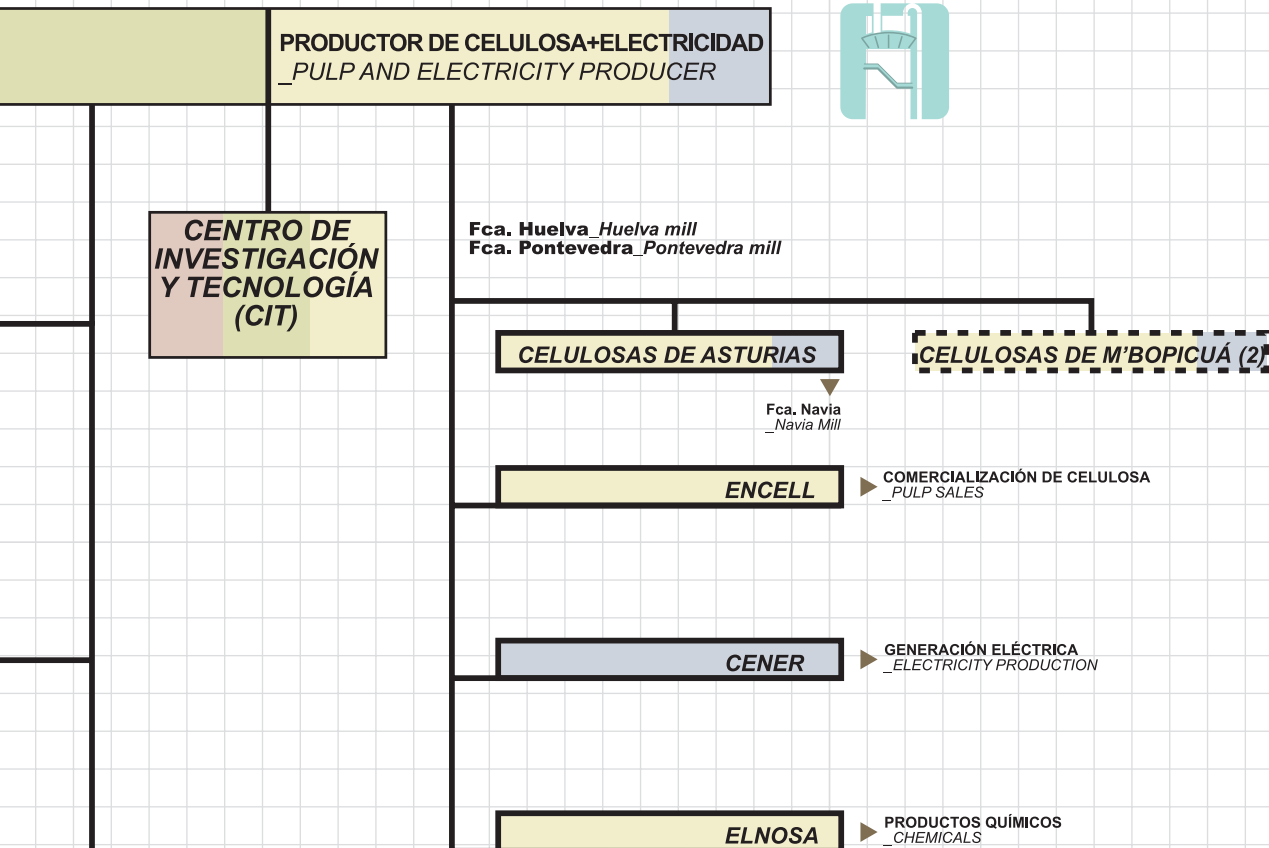 PRODUCTOR DE CELULOSA+ELECTRICIDAD
_PULP AND ELECTRICITY PRODUCER
CENTRO DE
INVESTIGACIÓN
Y TECNOLOGÍA
(CIT)
Fca. Huelva_Huelva mill
Fca. Pontevedra_Pontevedra mill
CELULOSAS DE ASTURIAS
CELULOSAS DE M'BOPICUÁ (2)
Fca. Navia
_Navia Mill
ENCELL
COMERCIALIZACIÓN DE CELULOSA
_PULP SALES
CENER
GENERACIÓN ELÉCTRICA
_ELECTRICITY PRODUCTION
ELNOSA
PRODUCTOS QUÍMICOS
_CHEMICALS